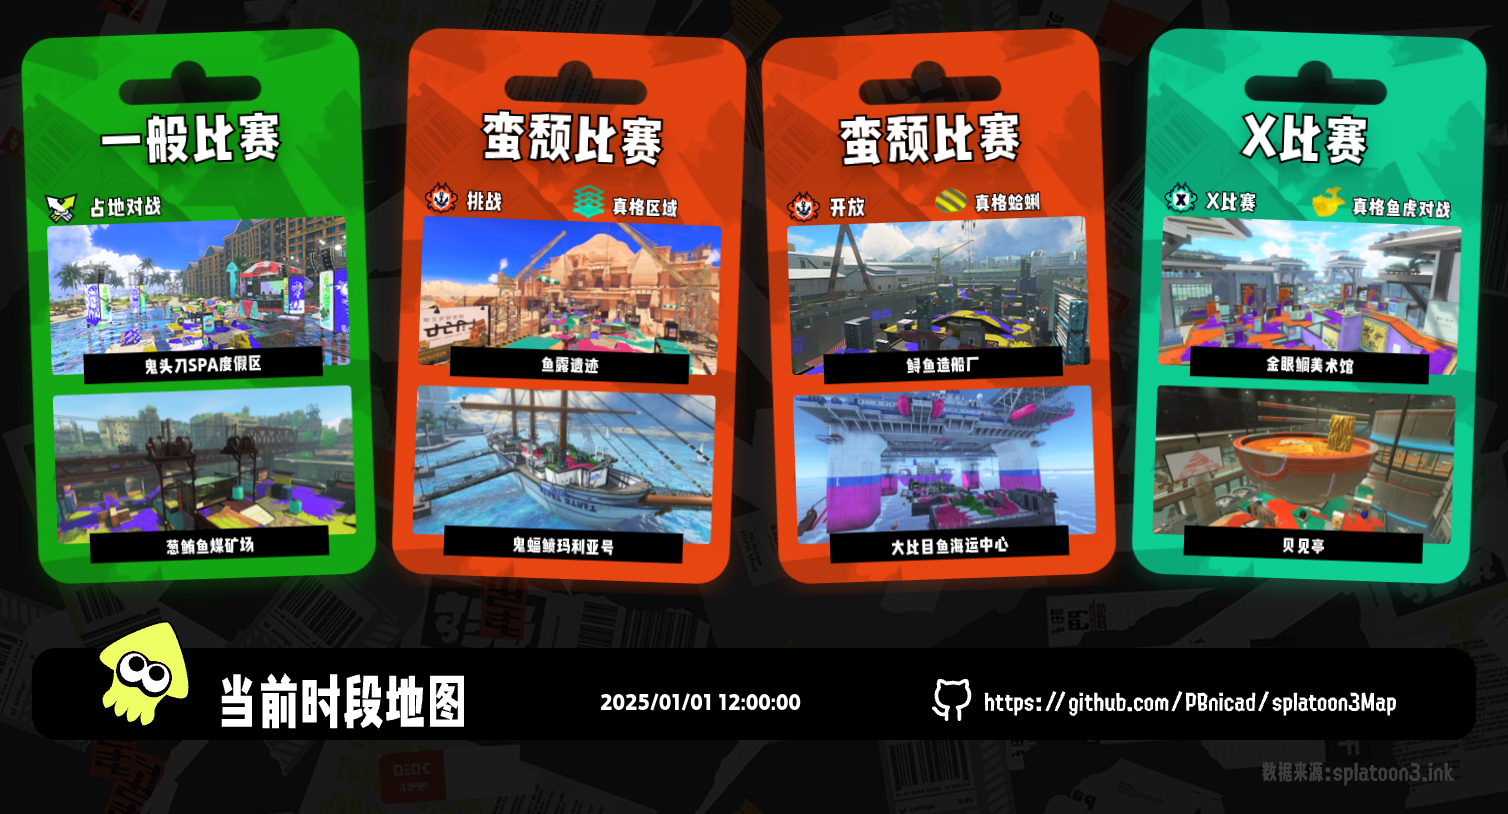 一般比赛
占地对战
鬼头刀SPA度假区
葱鲔鱼煤矿场
蛮颓比赛
挑战
真格区域
鱼露遗迹
鬼蝠鲼玛利亚号
蛮颓比赛
开放
真格蛤蜊
鲟鱼造船厂
大比目鱼海运中心
X比赛
X比赛
真格鱼虎对战
金眼鲷美术馆
贝见亭
当前时段地图
2025/01/01 12:00:00
https://github.com/PBnicad/splatoon3Map
数据来源:splatoon3.ink